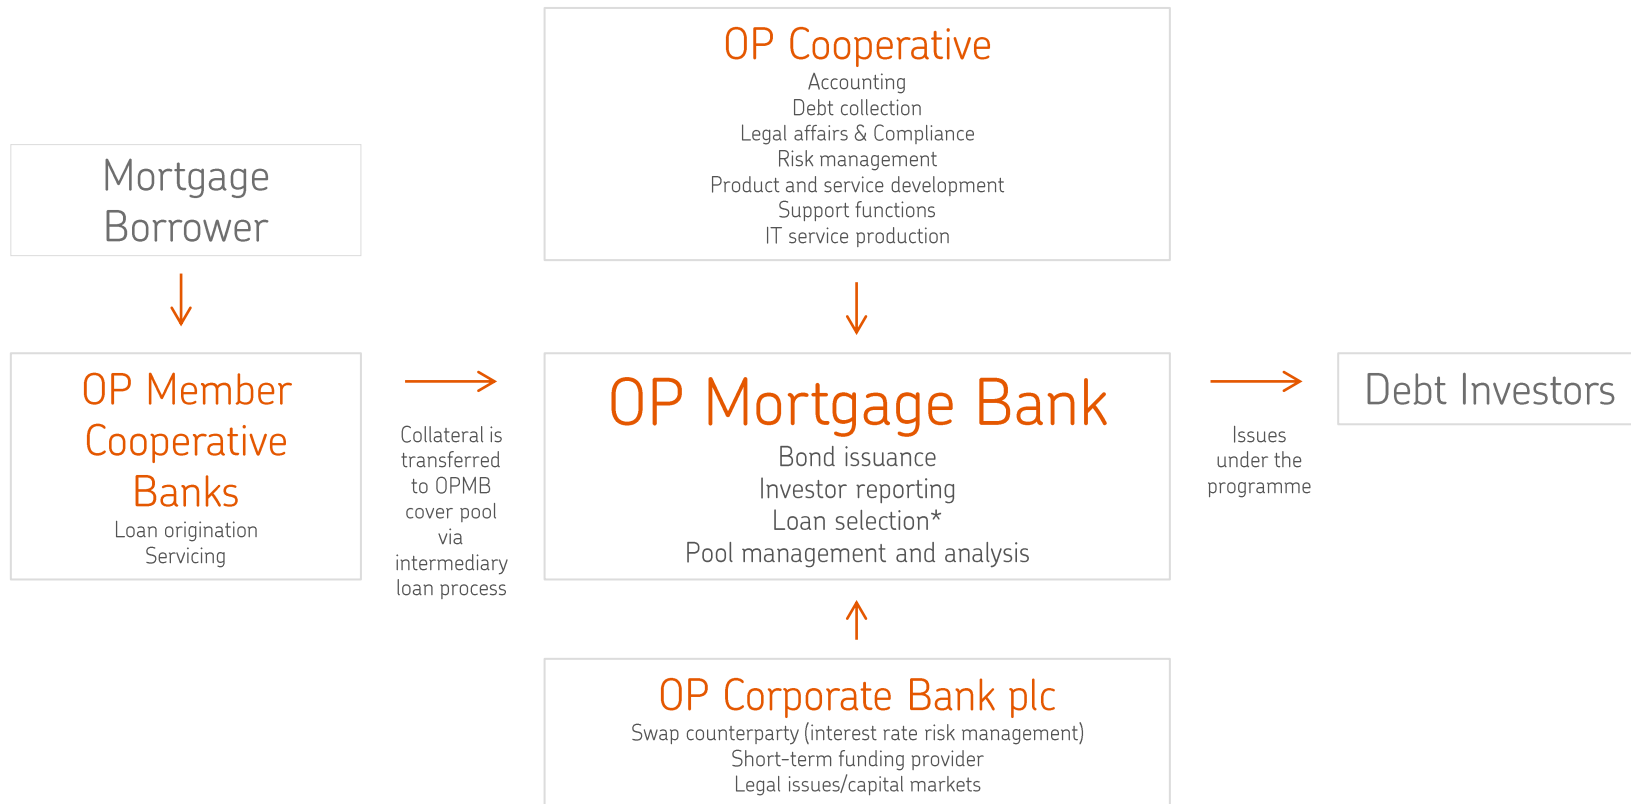 OP Cooperative
Accounting
Debt collection
Legal affairs & Compliance
Risk management
Product and service development
Support functions
IT service production
Mortgage
Borrower
OP Member
Cooperative
Banks
Loan origination
Servicing
Collateral is
transferred
to OPMB
cover pool
via
intermediary
loan process
OP Mortgage Bank
Bond issuance
Investor reporting
Loan selection*
Pool management and analysis
Issues
under the
programme
Debt Investors
OP Corporate Bank plc
Swap counterparty (interest rate risk management)
Short-term funding provider
Legal issues/capital markets